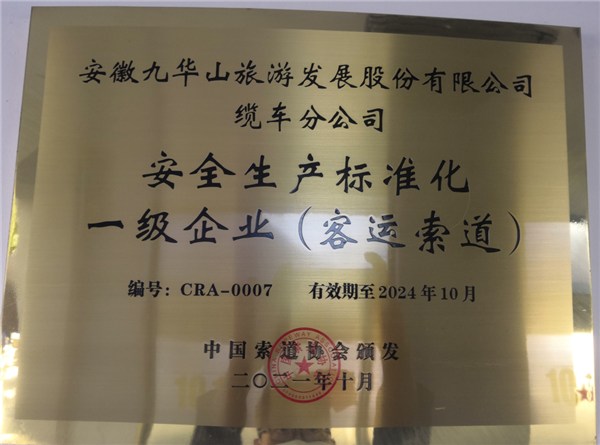 安徽九华山旅游发展股份有限公司
缆车分公司
安全生产标准化
一级企业（客运索道）
编号：CRA-0007 有效期至2024年10月
中国索道协会颁发
二〇二一年十月